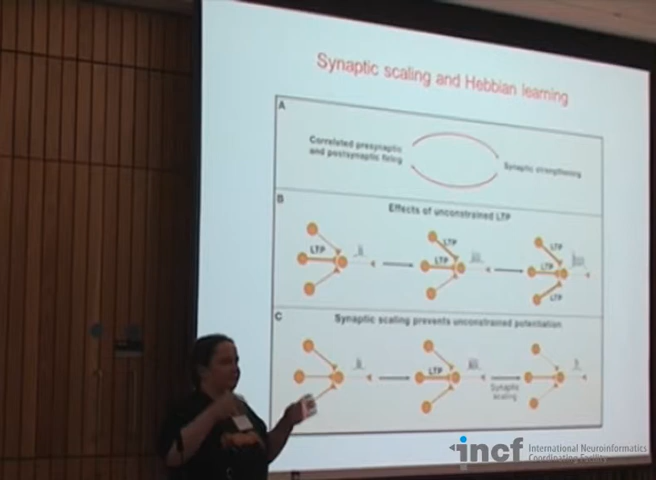 Synaptic scaling and Hebbian learning
A
Correlated presynaptic
and postsynaptic firing
Synaptic strengthening
B
Effects of unconstrained LTP
LTP
LTP
LTP
LTP
LTP
LTP
C
Synaptic scaling prevents unconstrained potentiation
LTP
Synaptic
scaling
incf
International Neuroinformatics
Coordinating Facility